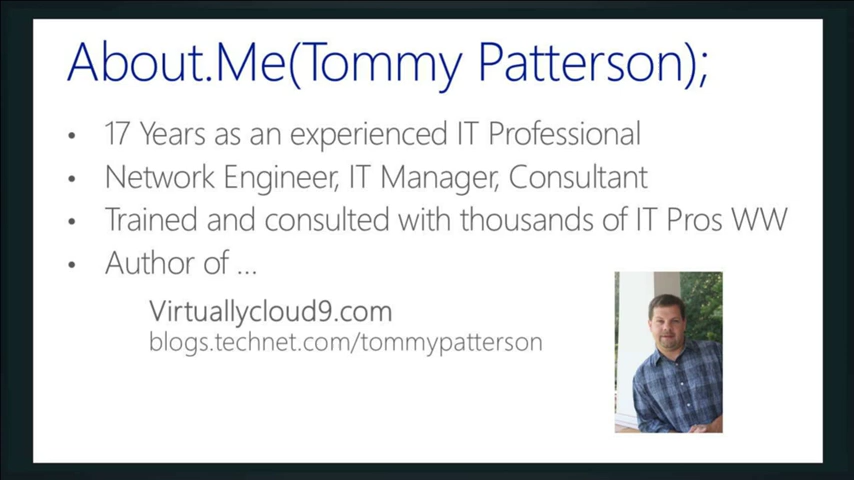 About.Me(Tommy Patterson);
• 17 Years as an experienced IT Professional
• Network Engineer, IT Manager, Consultant
• Trained and consulted with thousands of IT Pros WW
• Author of ...
Virtuallycloud9.com
blogs.technet.com/tommypatterson